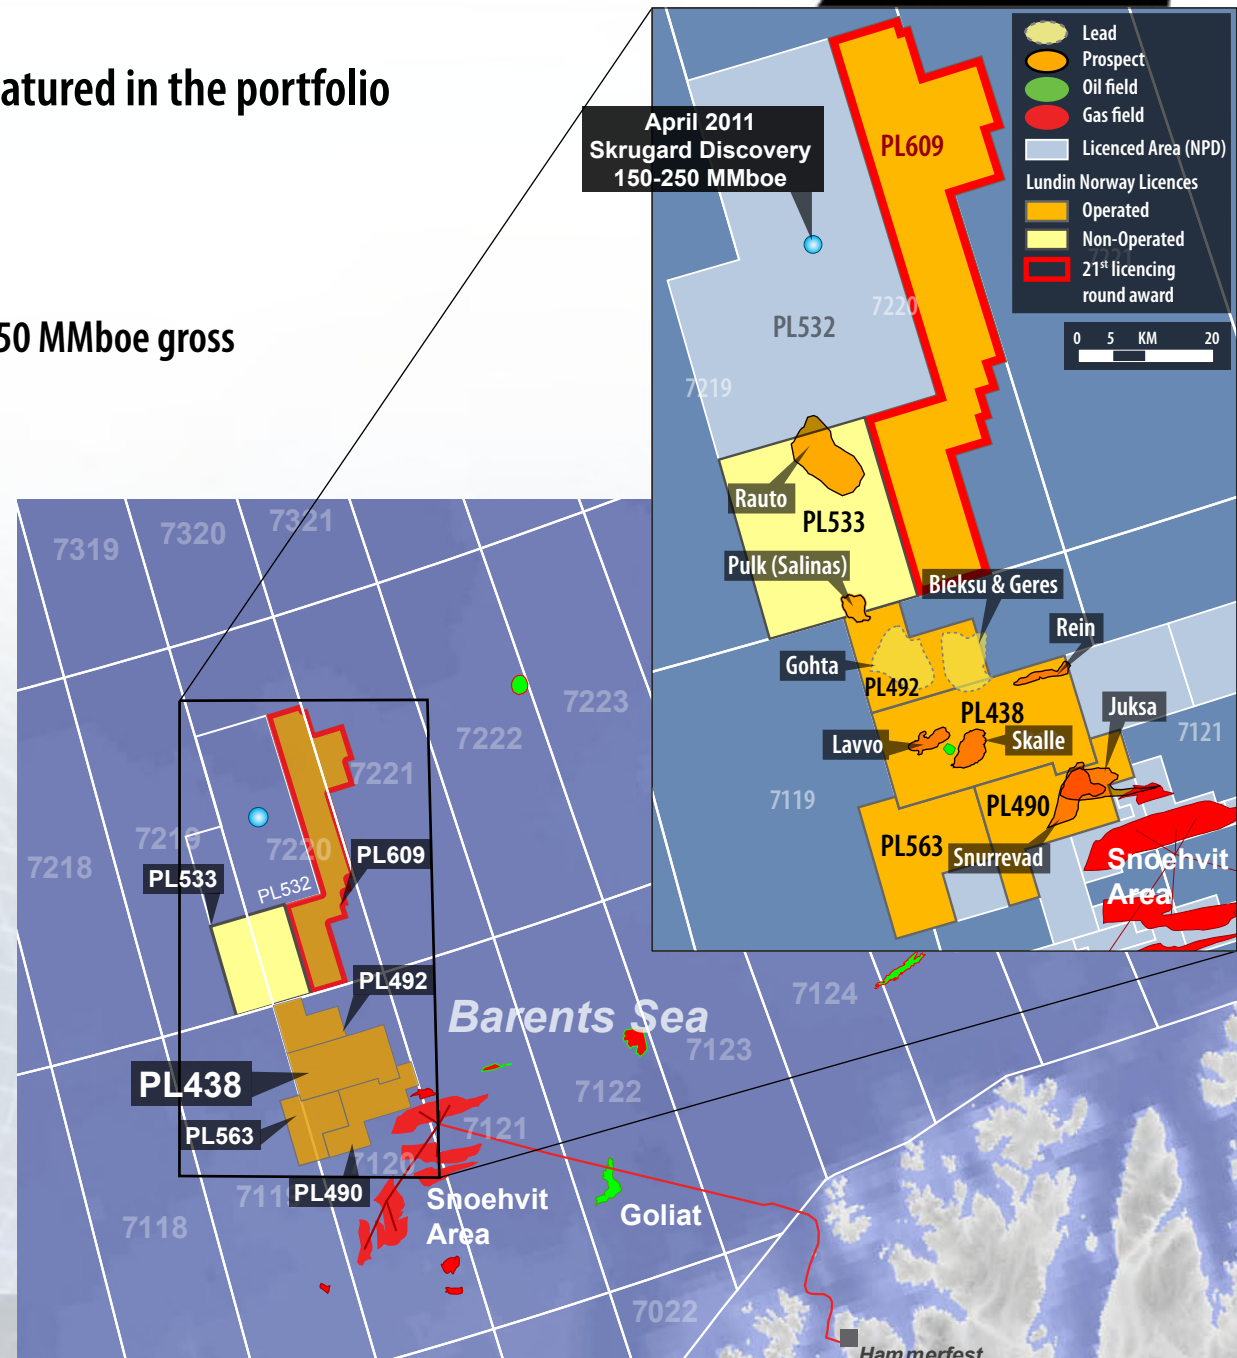 atured in the portfolio
50 MMboe gross
April 2011
Skrugard Discovery
150-250 MMboe
Lead
Prospect
Oil field
Gas field
Licenced Area (NPD)
Lundin Norway Licences
Operated
Non-Operated
21st licencing
round award
0 5 KM 20
PL609
7221
7220
PL532
7219
Rauto
PL533
Pulk (Salinas)
Bieksu & Geres
Rein
Gohta
PL492
PL438
Juksa
Lavvo
Skalle
7121
7119
PL490
PL563
Snurrevad
Snoehvit
Area
7319
7320
7321
7223
7222
7221
7219
7218
7220
PL609
PL533
PL532
PL492
Barents Sea
7124
7123
PL438
7122
PL563
7121
7120
PL490
7119
Snoehvit
Area
Goliat
7118
7022
Hammerfest